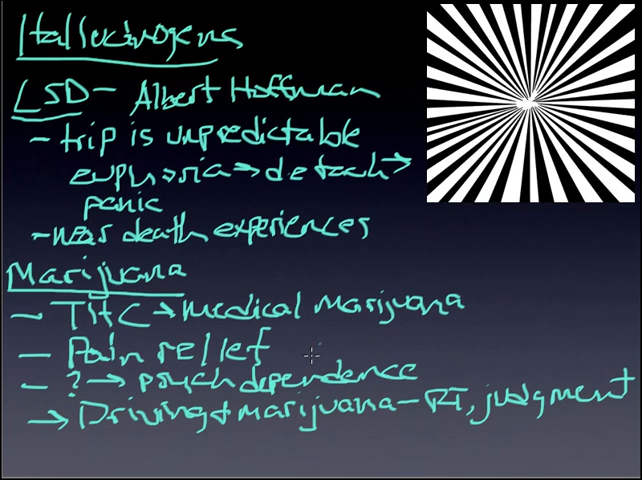 Hallucinogens
LSD - Albert Hoffman
- trip is unpredictable
euphoria → detach →
panic
- near death experiences
Marijuana
- THC → medical marijuana
- Pain relief
- ? → psych dependence
→ Driving + marijuana - RT, judgment